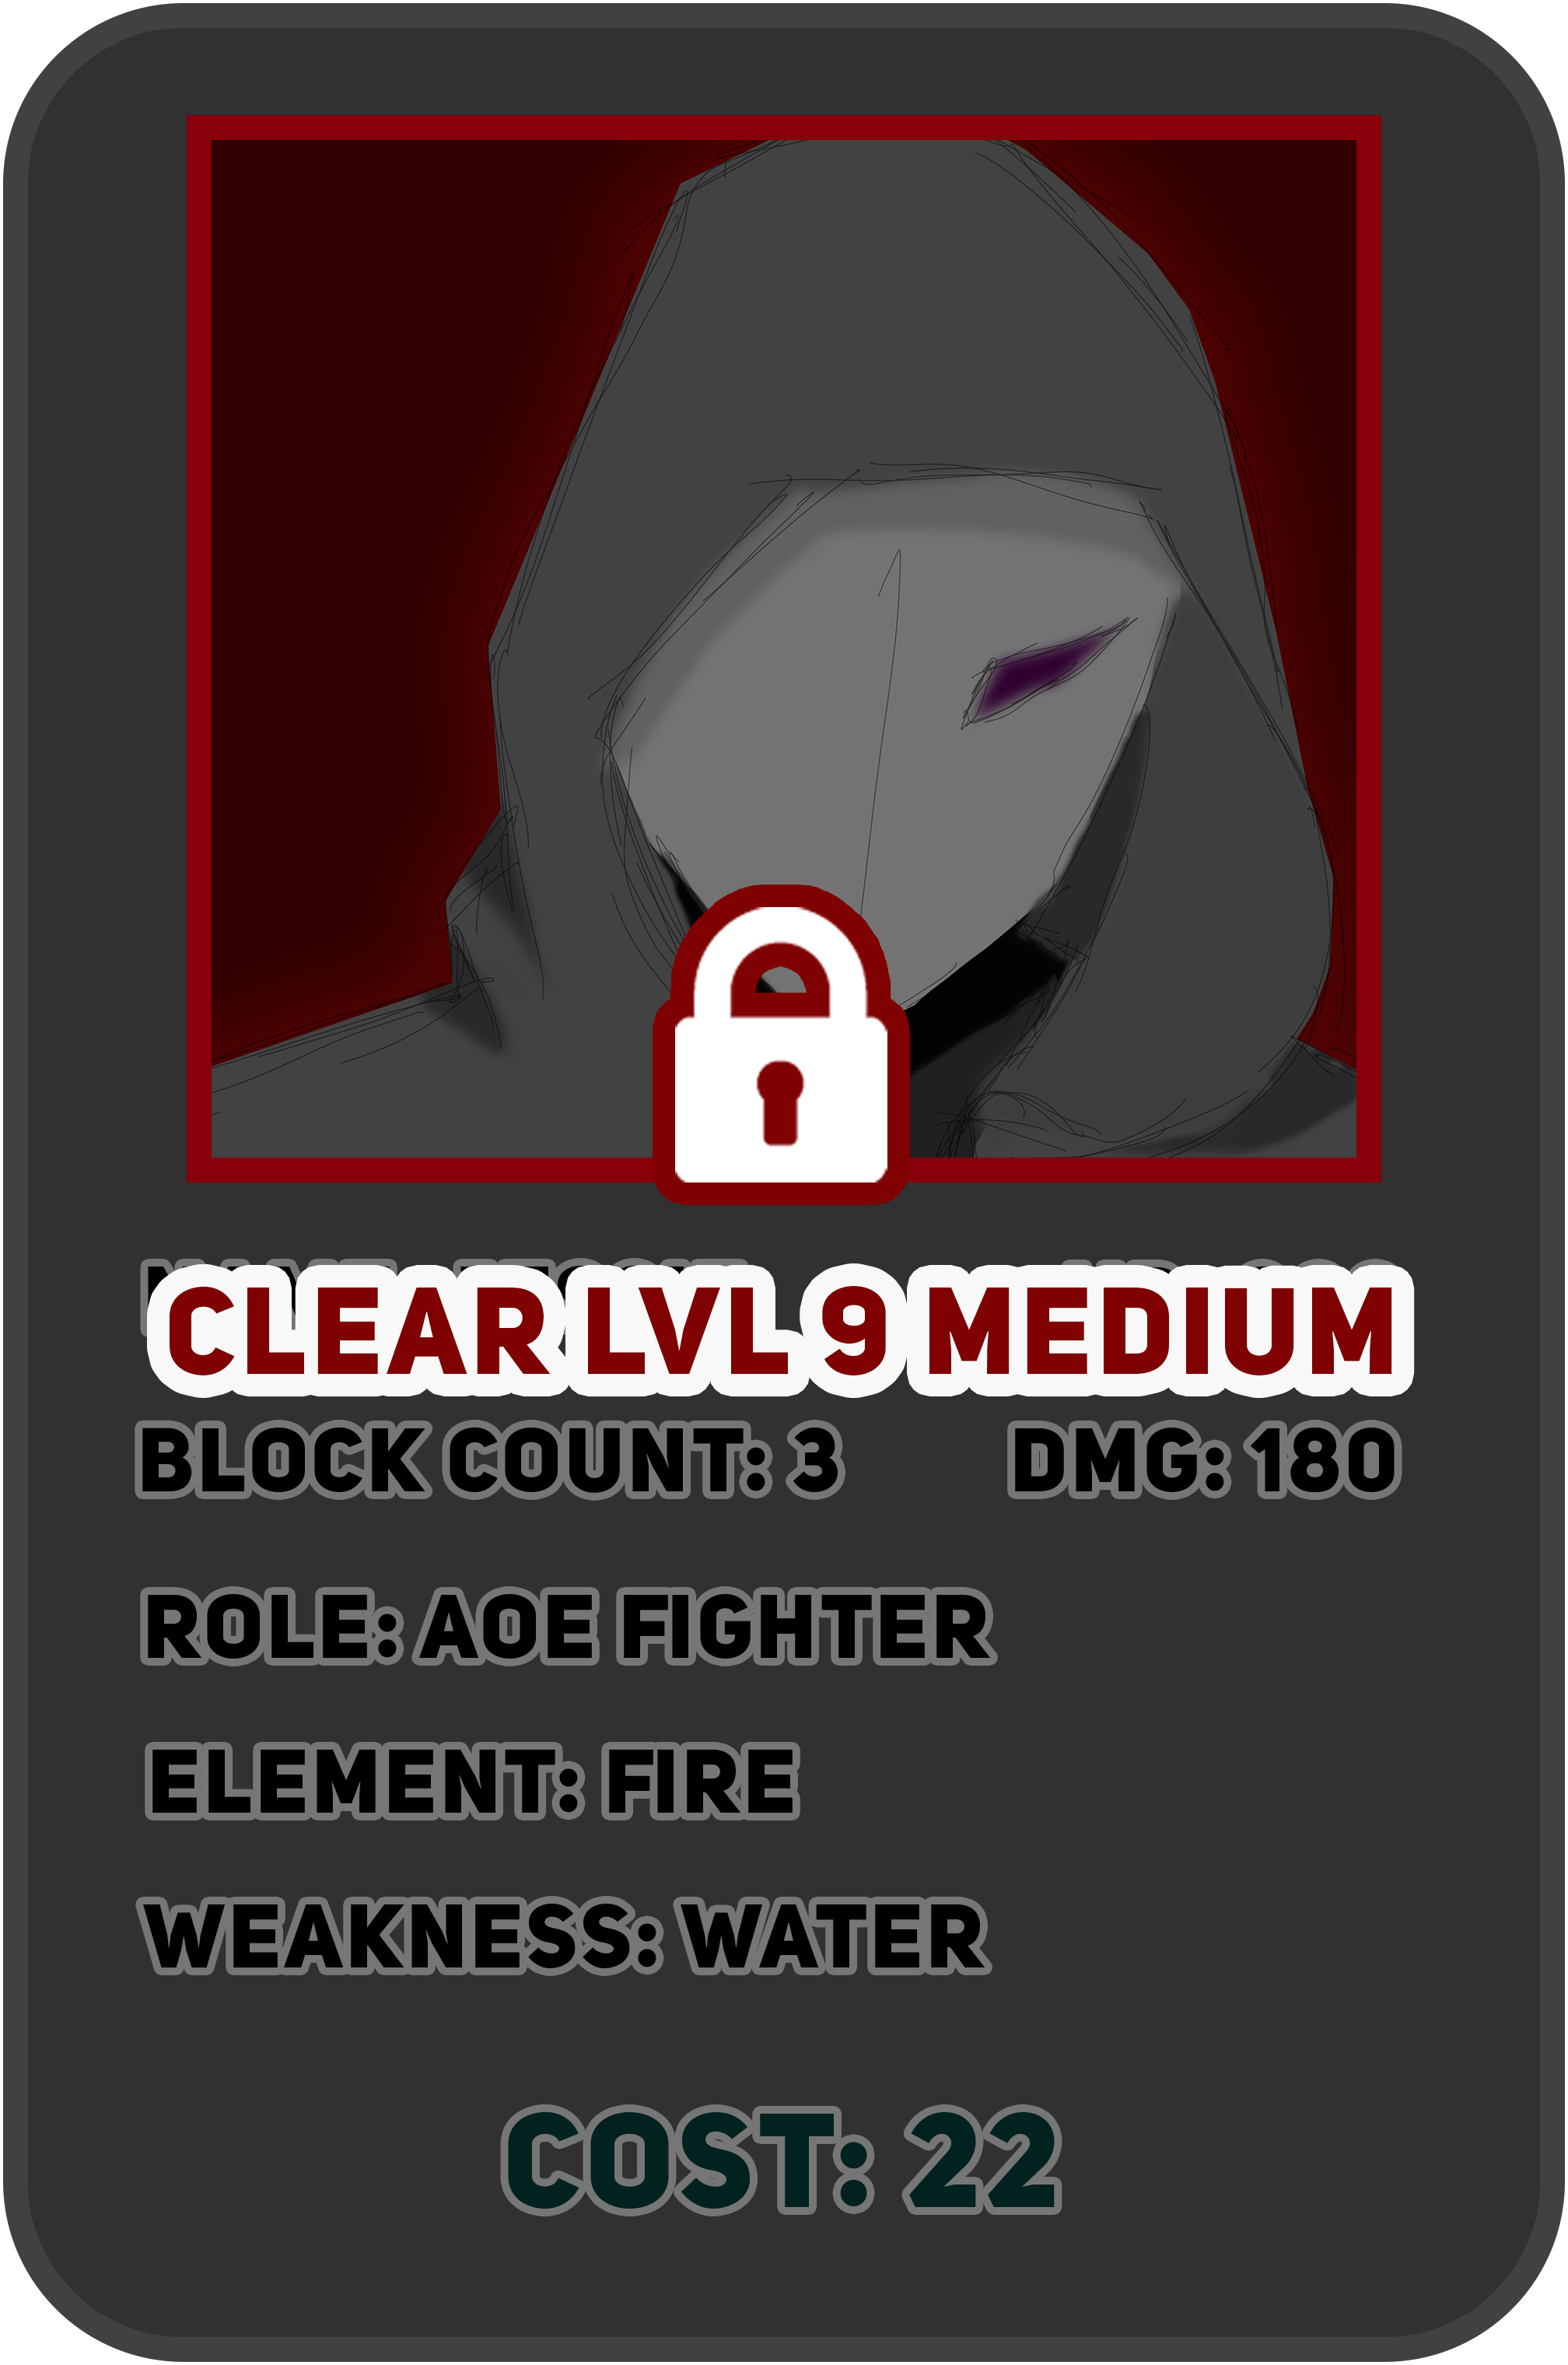 CLEAR LVL 9 MEDIUM
BLOCK COUNT: 3 DMG: 180
ROLE: AOE FIGHTER
ELEMENT: FIRE
WEAKNESS: WATER
COST: 22